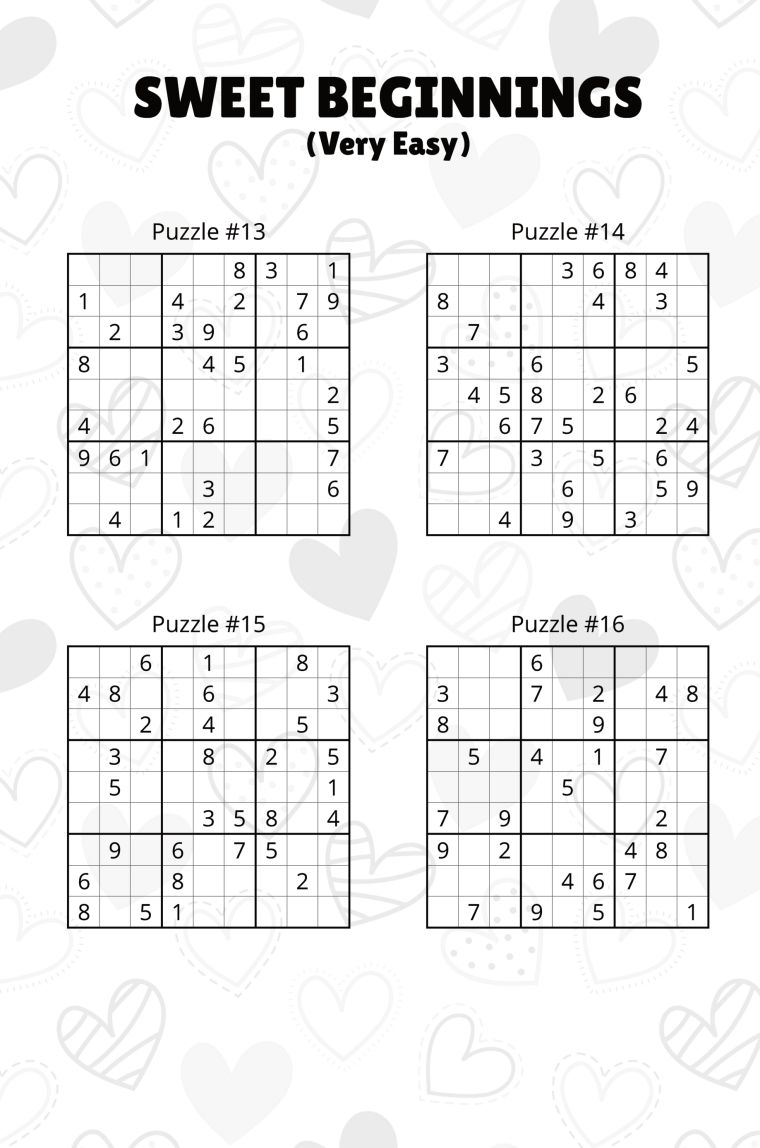 SWEET BEGINNINGS
(Very Easy)
Puzzle #13
8 3 1
1 4 2 7 9
2 3 9 6
8 4 5 1
2
4 2 6 5
9 6 1 7
3 6
4 1 2
Puzzle #14
3 6 8 4
8 4 3
7
3 6 5
4 5 8 2 6
6 7 5 2 4
7 3 5 6
6 5 9
4 9 3
Puzzle #15
6 1 8
4 8 6 3
2 4 5
3 8 2 5
5 1
3 5 8 4
9 6 7 5
6 8 2
8 5 1
Puzzle #16
6
3 7 2 4 8
8 9
5 4 1 7
5
7 9 2
9 2 4 8
4 6 7
7 9 5 1